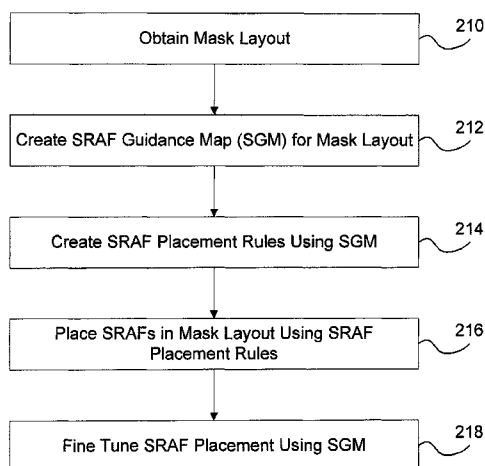 Obtain Mask Layout
210
Create SRAF Guidance Map (SGM) for Mask Layout
212
Create SRAF Placement Rules Using SGM
214
Place SRAFs in Mask Layout Using SRAF
Placement Rules
216
Fine Tune SRAF Placement Using SGM
218